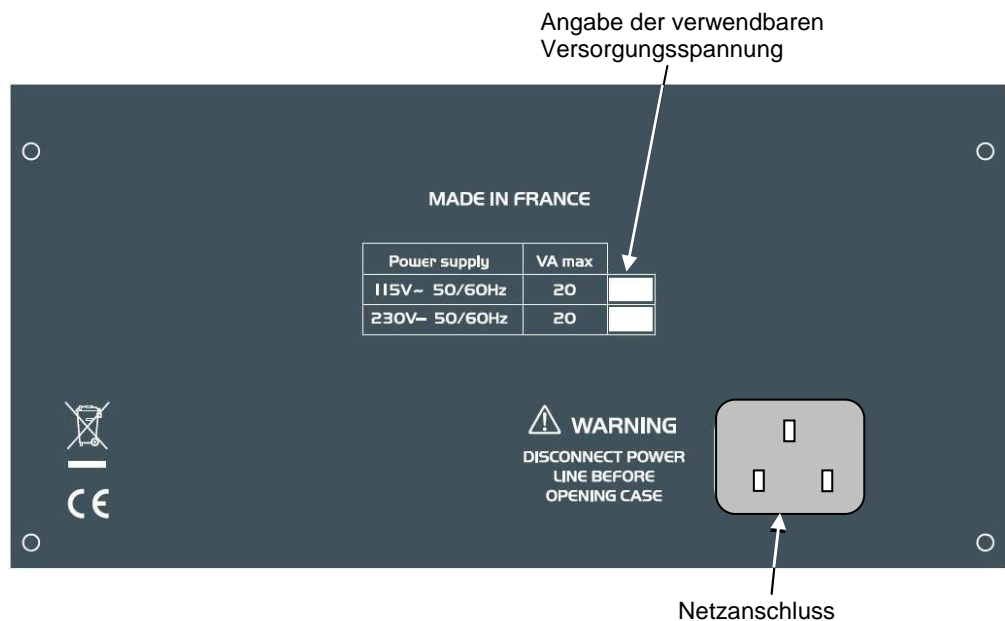 Angabe der verwendbaren
Versorgungsspannung
MADE IN FRANCE
Power supply VA max
115V~ 50/60Hz 20
230V– 50/60Hz 20
WARNING
DISCONNECT POWER
LINE BEFORE
OPENING CASE
CE
Netzanschluss